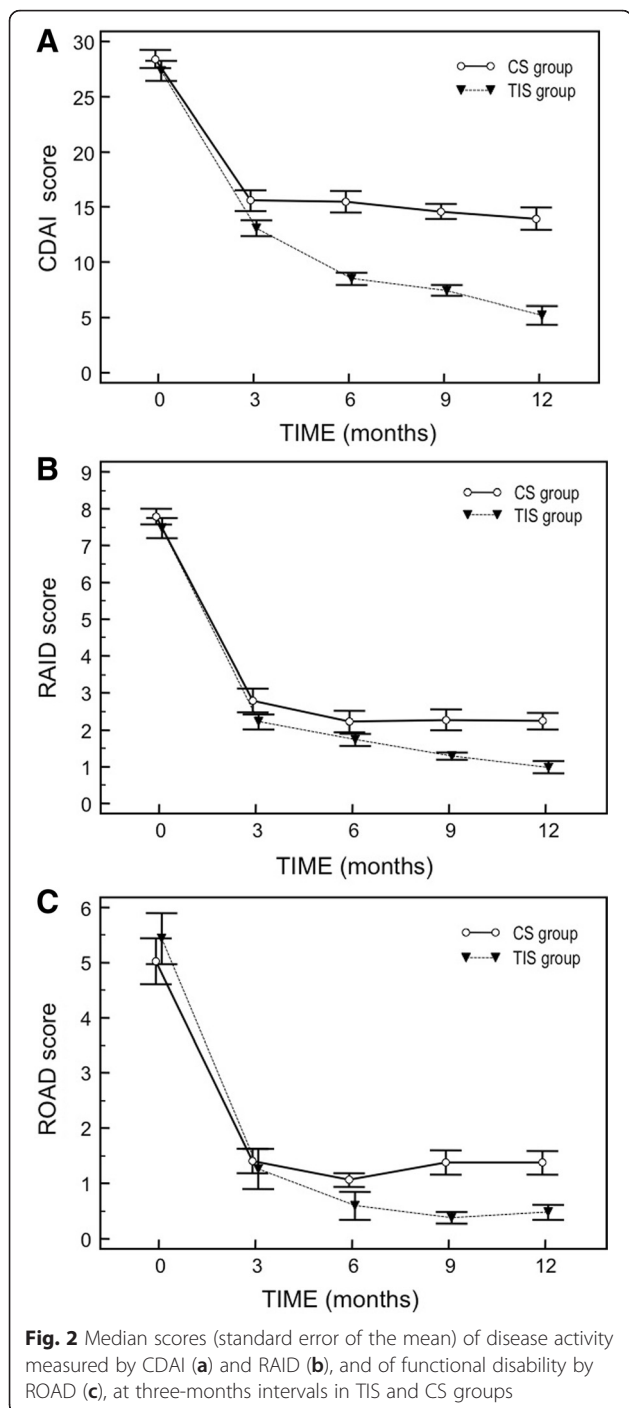 A
30
25
20
15
10
5
0
CDAI score
CS group
TIS group
0 3 6 9 12
TIME (months)
B
9
8
7
6
5
4
3
2
1
0
RAID score
CS group
TIS group
0 3 6 9 12
TIME (months)
C
6
5
4
3
2
1
0
ROAD score
CS group
TIS group
0 3 6 9 12
TIME (months)
Fig. 2 Median scores (standard error of the mean) of disease activity
measured by CDAI (a) and RAID (b), and of functional disability by
ROAD (c), at three-months intervals in TIS and CS groups